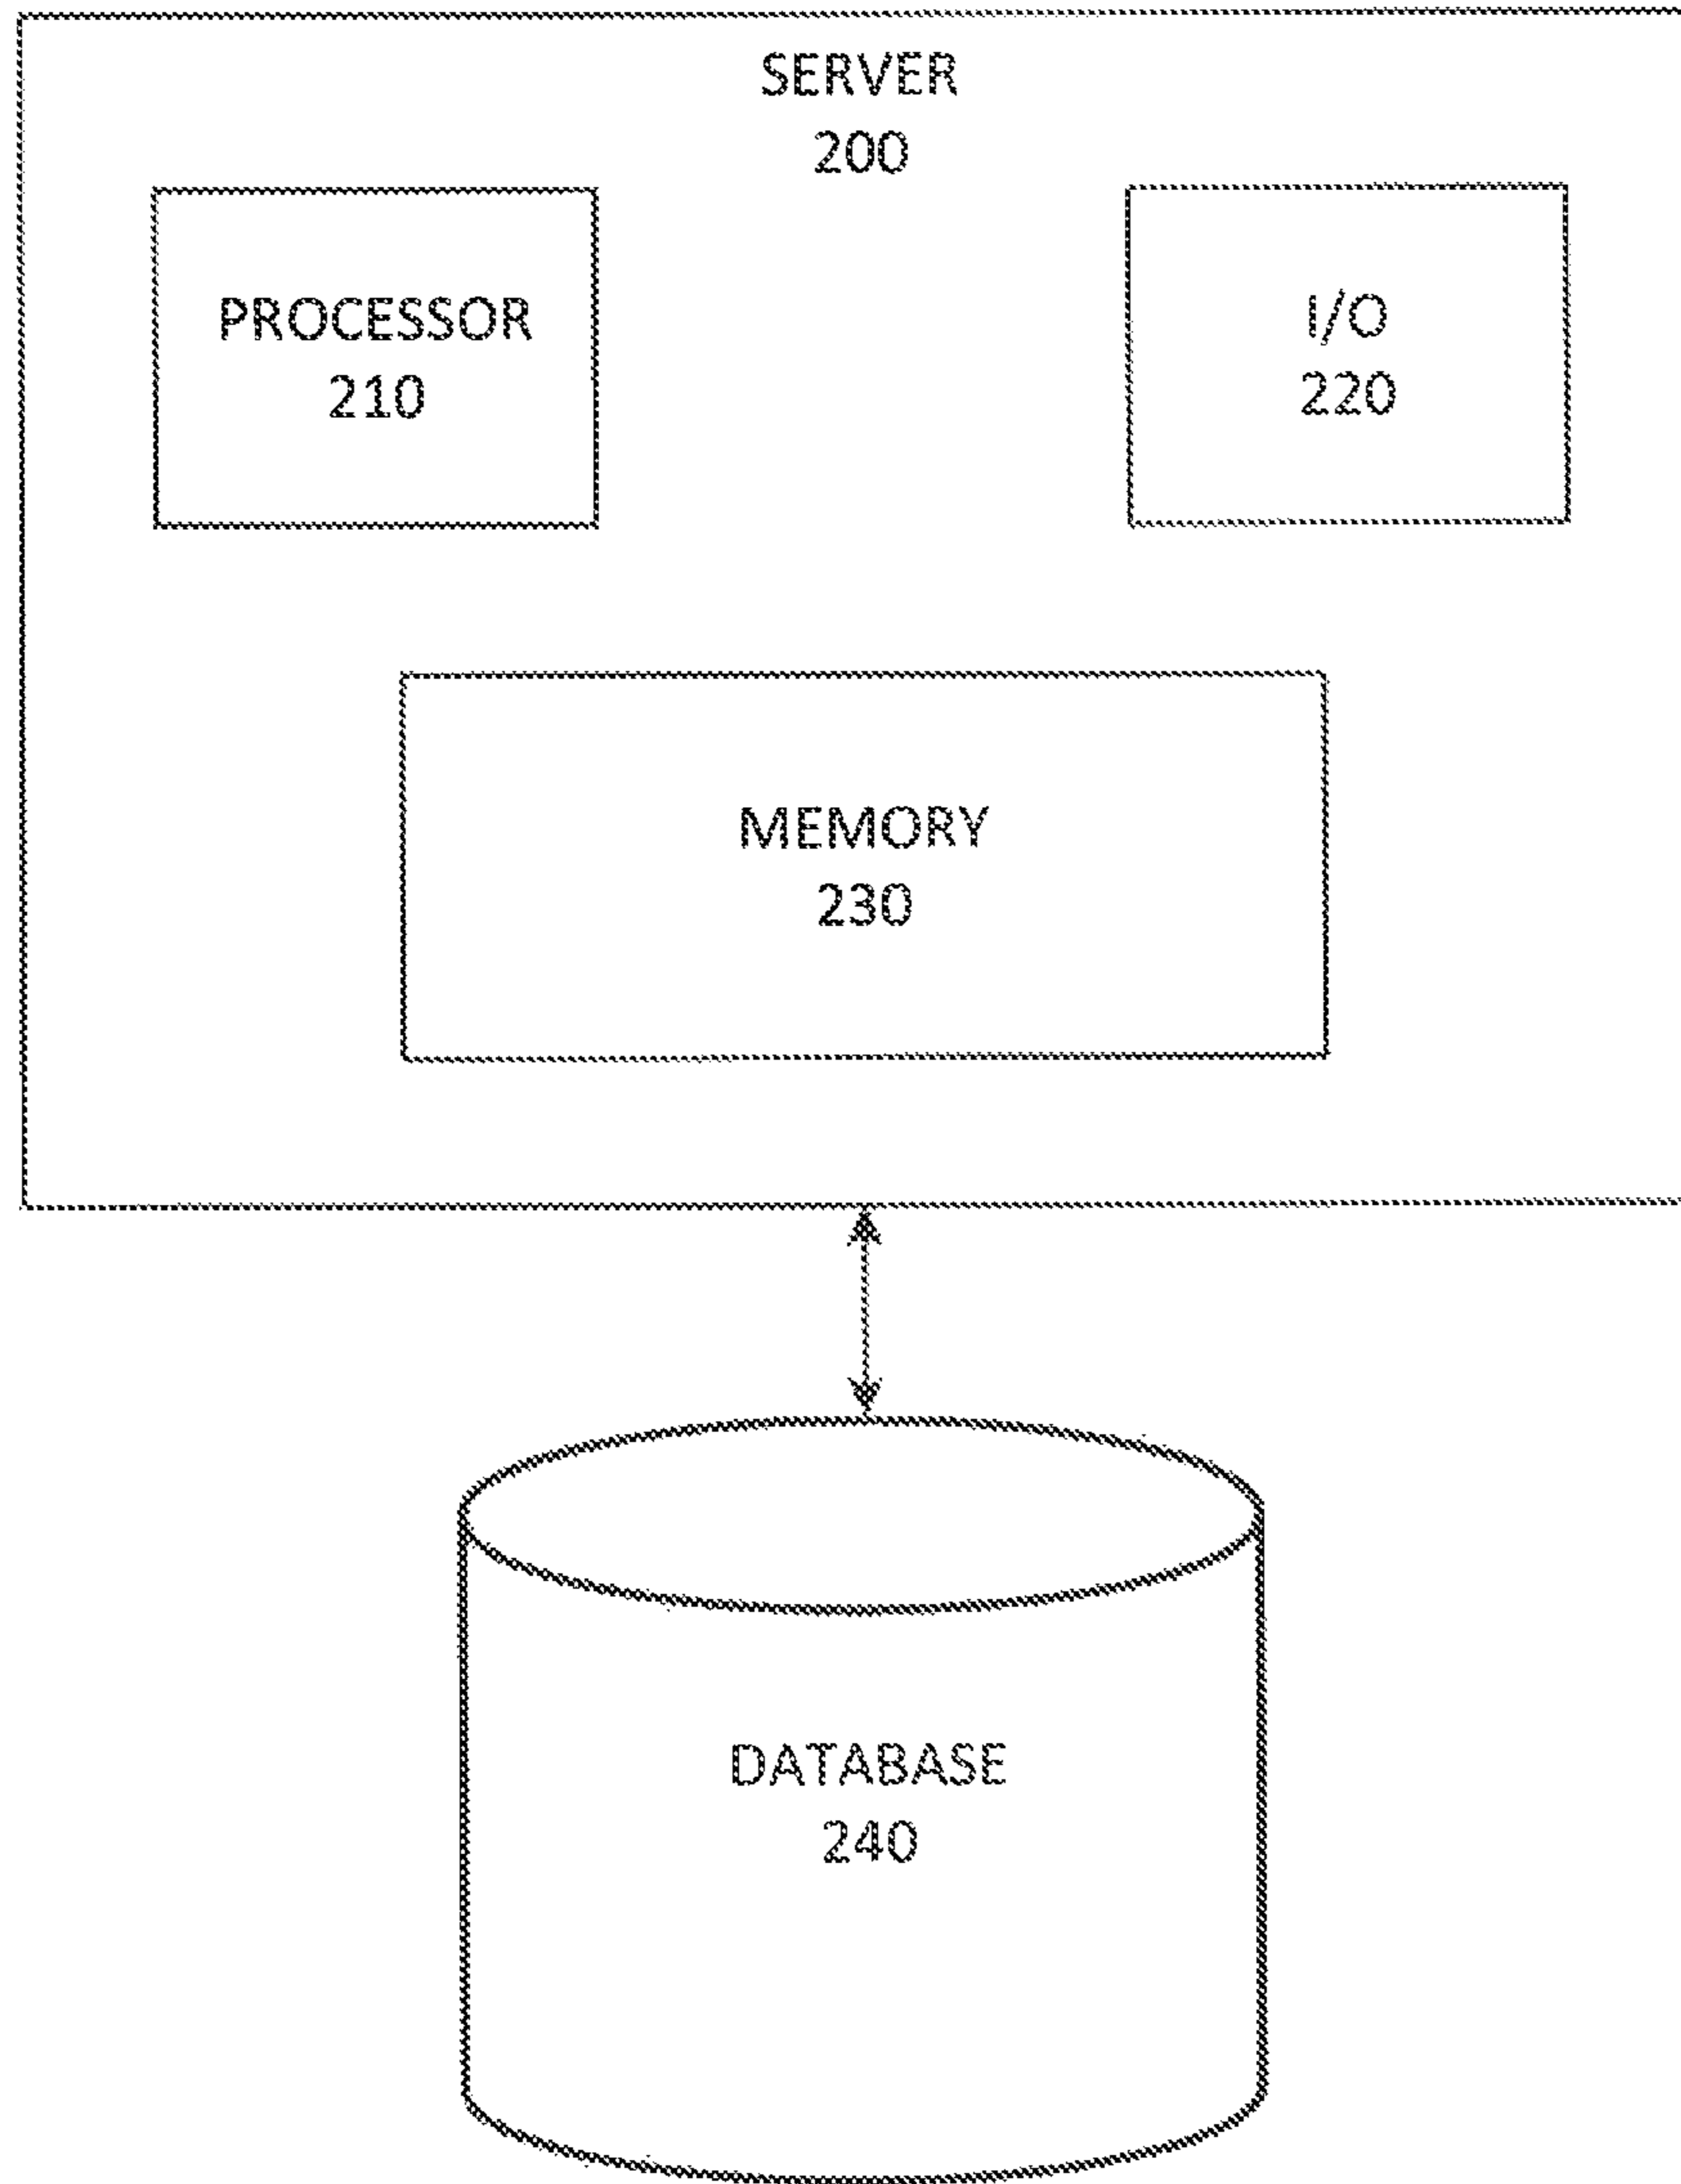 SERVER
200
PROCESSOR
210
I/O
220
MEMORY
230
DATABASE
240